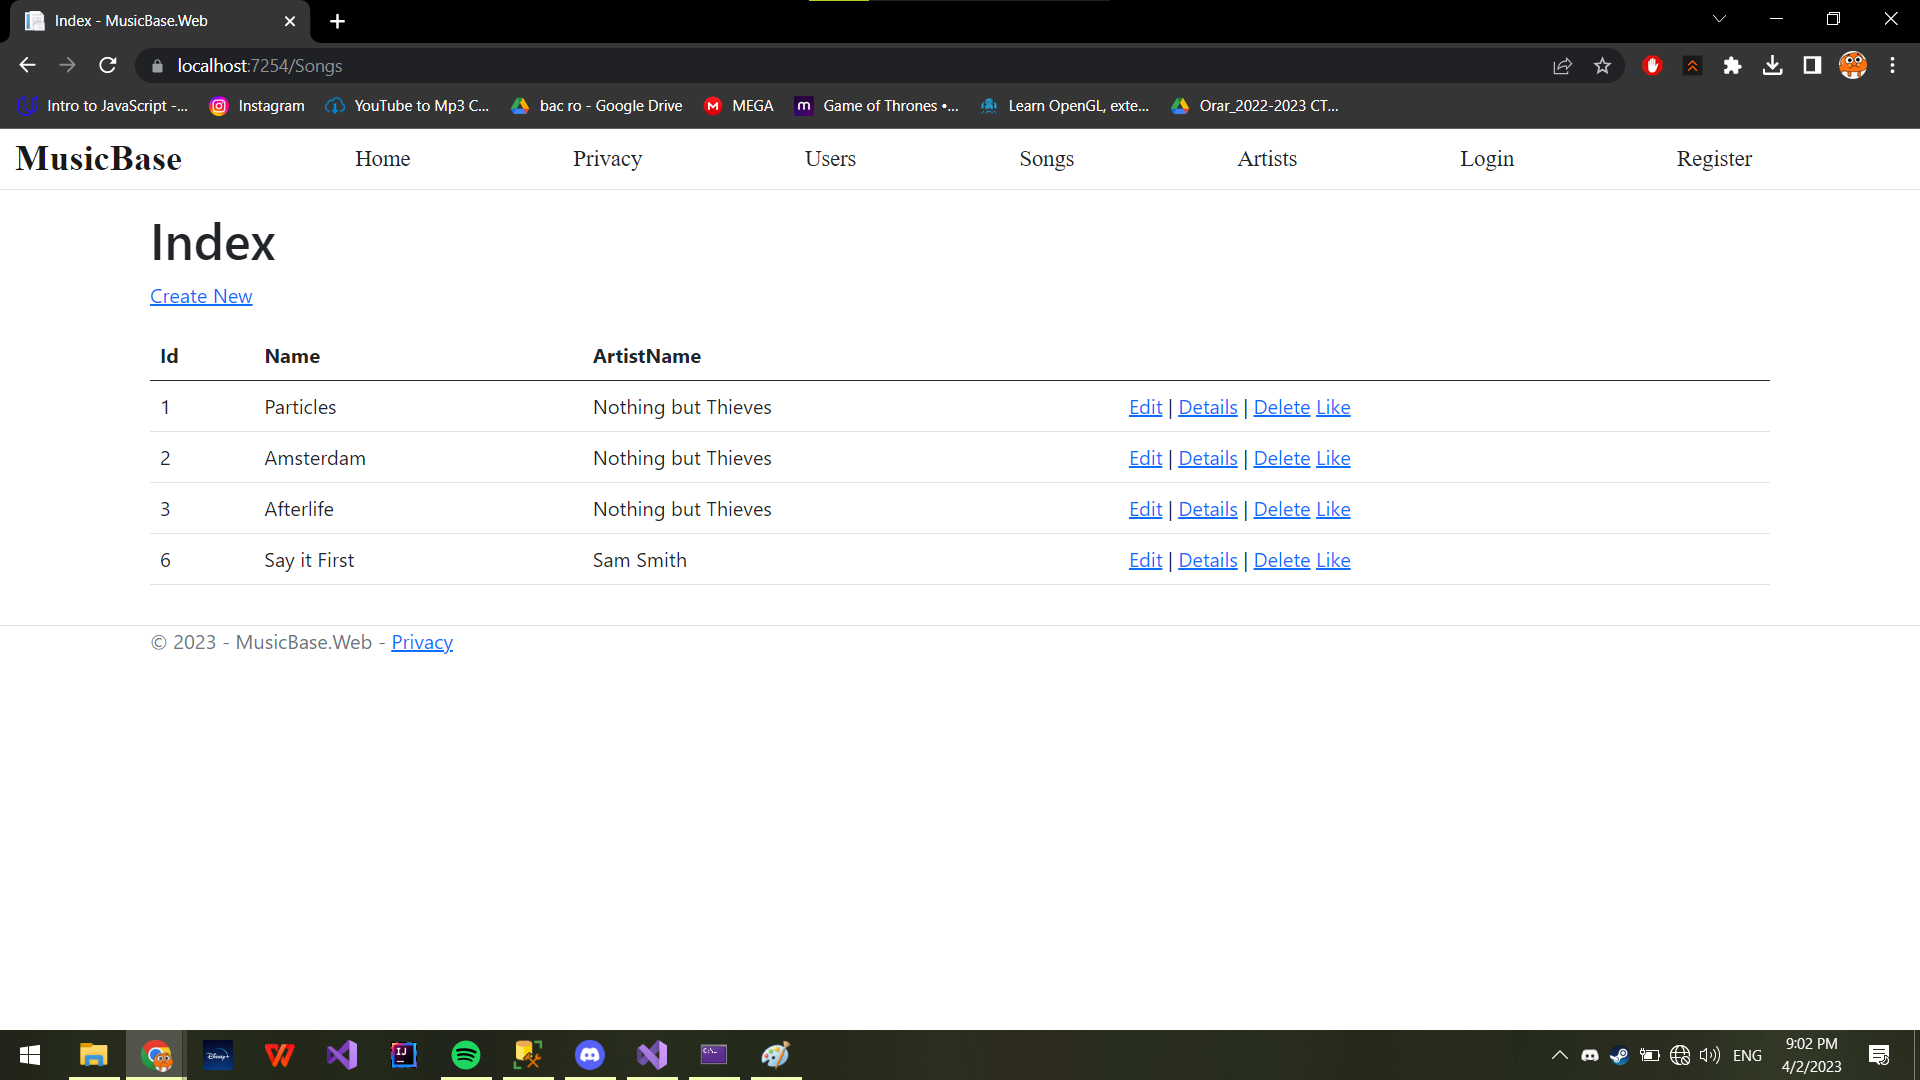 Index - MusicBase.Web
localhost:7254/Songs
Intro to JavaScript -... Instagram YouTube to Mp3 C... bac ro - Google Drive MEGA Game of Thrones •... Learn OpenGL, exte... Orar_2022-2023 CT...
MusicBase Home Privacy Users Songs Artists Login Register
Index
Create New
Id Name ArtistName
1 Particles Nothing but Thieves Edit | Details | Delete Like
2 Amsterdam Nothing but Thieves Edit | Details | Delete Like
3 Afterlife Nothing but Thieves Edit | Details | Delete Like
6 Say it First Sam Smith Edit | Details | Delete Like
© 2023 - MusicBase.Web - Privacy
ENG
9:02 PM
4/2/2023